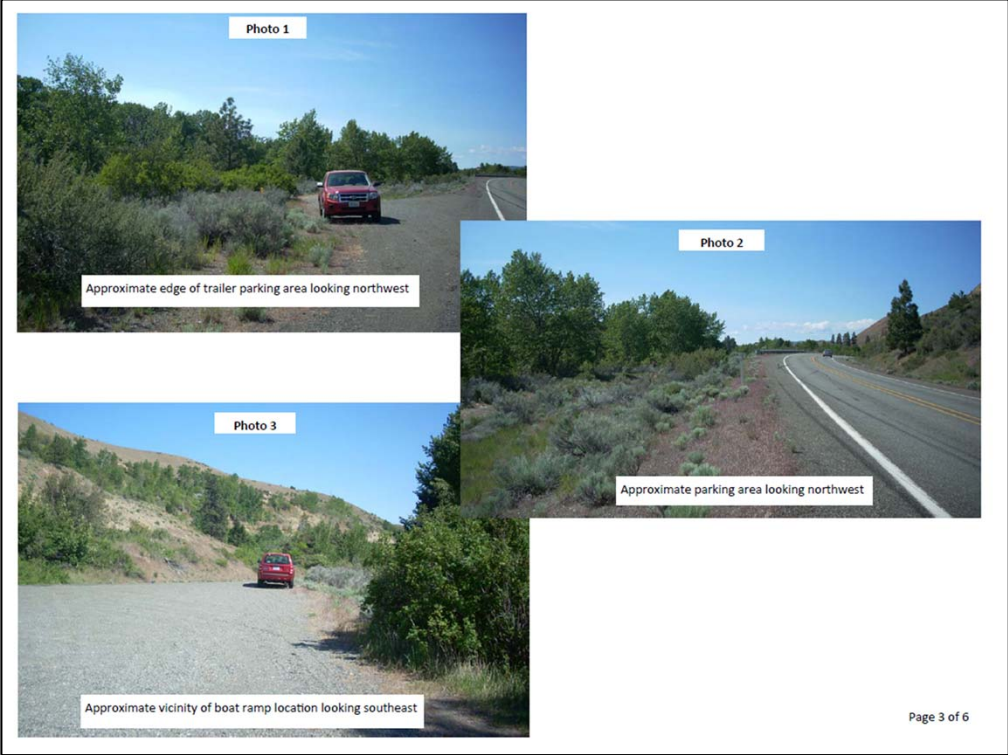 Photo 1
Approximate edge of trailer parking area looking northwest
Photo 2
Approximate parking area looking northwest
Photo 3
Approximate vicinity of boat ramp location looking southeast
Page 3 of 6